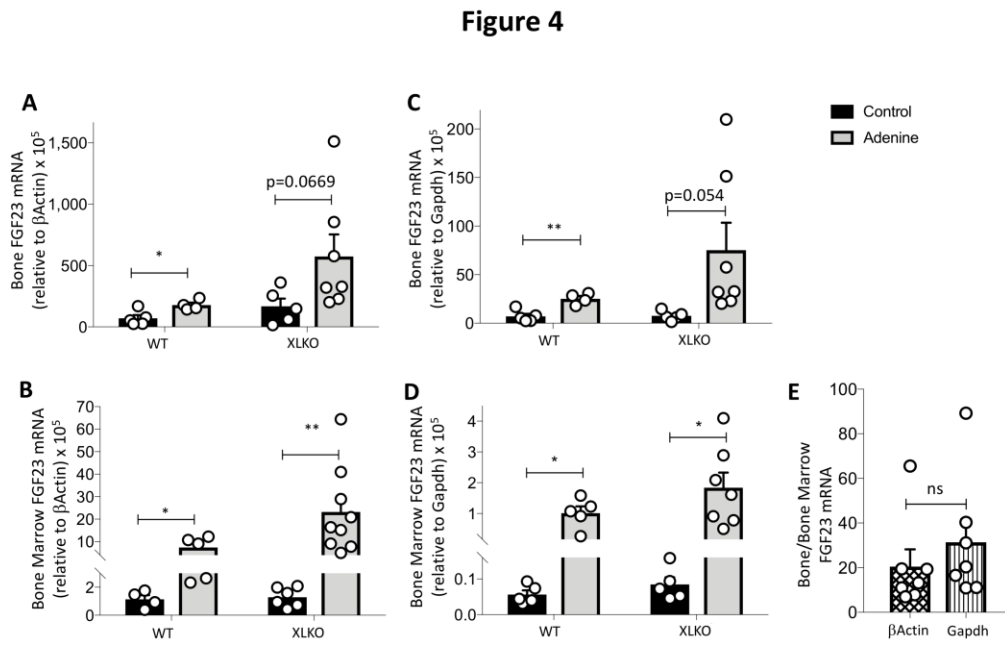 Figure 4
A
Bone FGF23 mRNA
(relative to βActin) x 10⁵
1,500
1,000
500
0
*
p=0.0669
WT
XLKO
C
Bone FGF23 mRNA
(relative to Gapdh) x 10⁵
200
150
100
50
0
**
p=0.054
WT
XLKO
Control
Adenine
B
Bone Marrow FGF23 mRNA
(relative to βActin) x 10⁵
70
60
50
40
30
20
10
2
0
*
**
WT
XLKO
D
Bone Marrow FGF23 mRNA
(relative to Gapdh) x 10⁵
4
3
2
1
0.1
0.0
*
*
WT
XLKO
E
Bone/Bone Marrow
FGF23 mRNA
100
80
60
40
20
0
ns
βActin
Gapdh